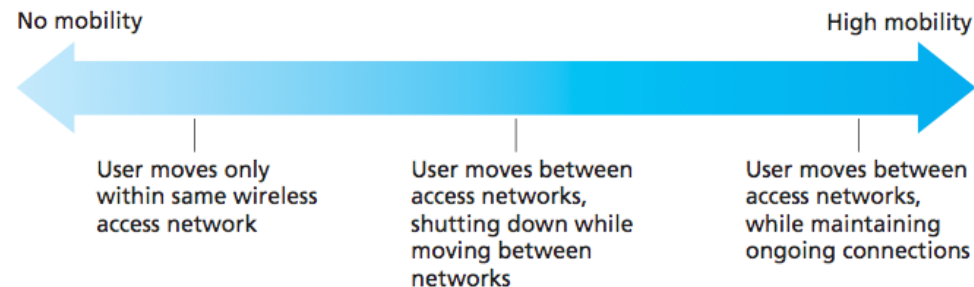 No mobility
High mobility
User moves only
within same wireless
access network
User moves between
access networks,
shutting down while
moving between
networks
User moves between
access networks,
while maintaining
ongoing connections